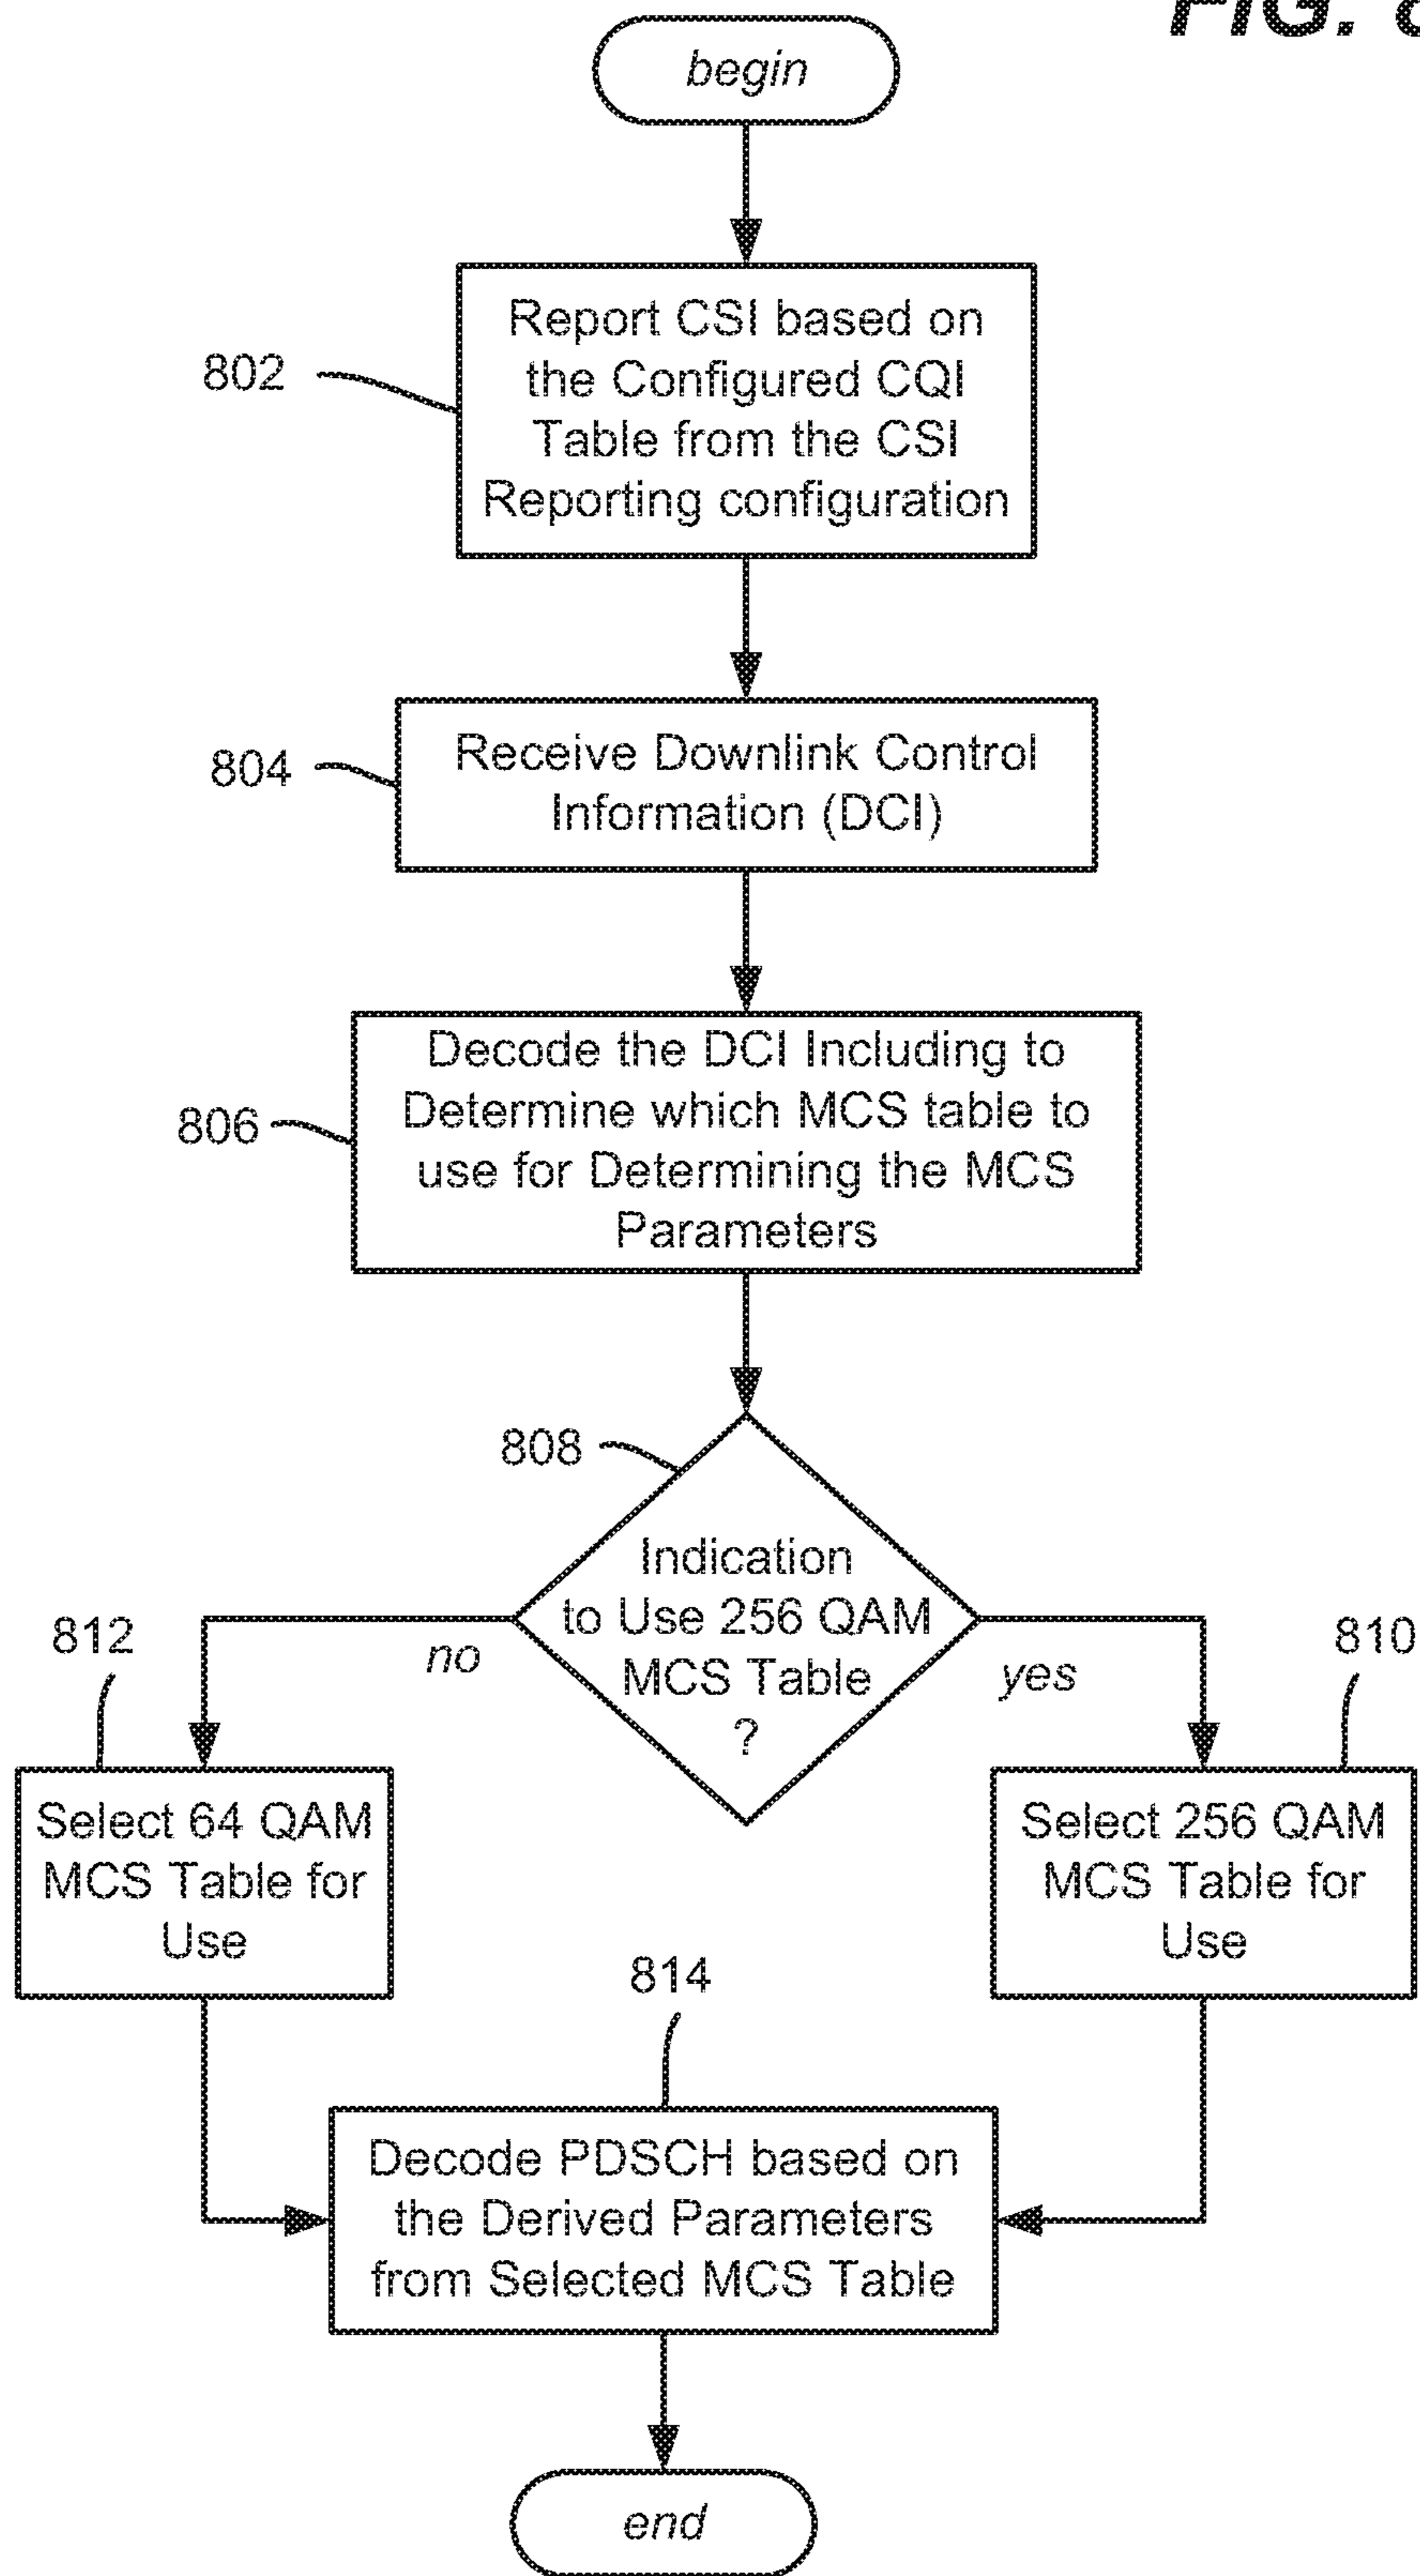 FIG. 8
begin
802
Report CSI based on
the Configured CQI
Table from the CSI
Reporting configuration
804
Receive Downlink Control
Information (DCI)
806
Decode the DCI Including to
Determine which MCS table to
use for Determining the MCS
Parameters
808
Indication
to Use 256 QAM
MCS Table
?
no
yes
812
810
Select 64 QAM
MCS Table for
Use
Select 256 QAM
MCS Table for
Use
814
Decode PDSCH based on
the Derived Parameters
from Selected MCS Table
end